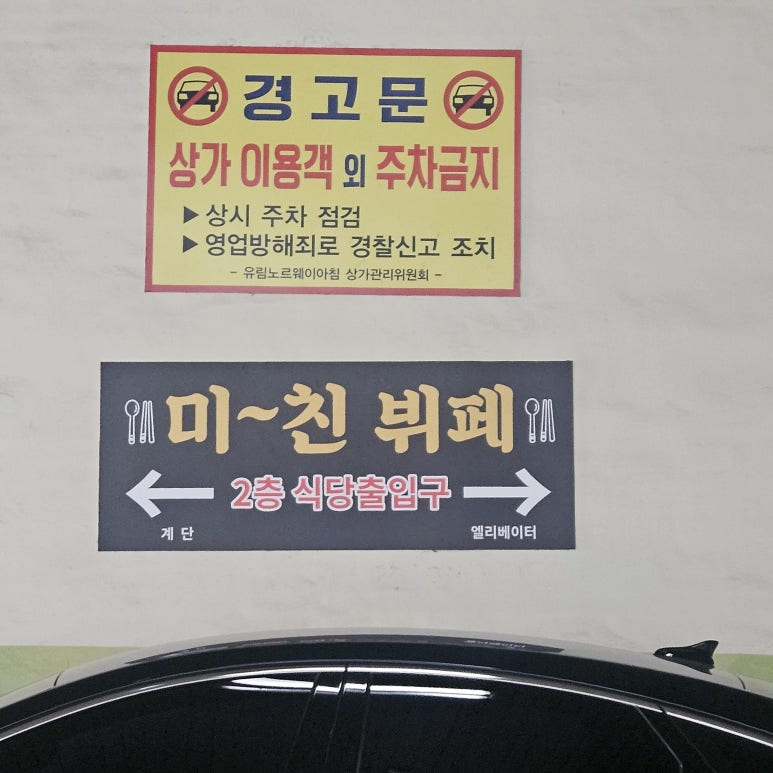 경고문
상가 이용객 외 주차금지
▶상시 주차 점검
▶영업방해죄로 경찰신고 조치
- 유림노르웨이아침 상가관리위원회 -
미~친 뷔폐
2층 식당출입구
계 단
엘리베이터